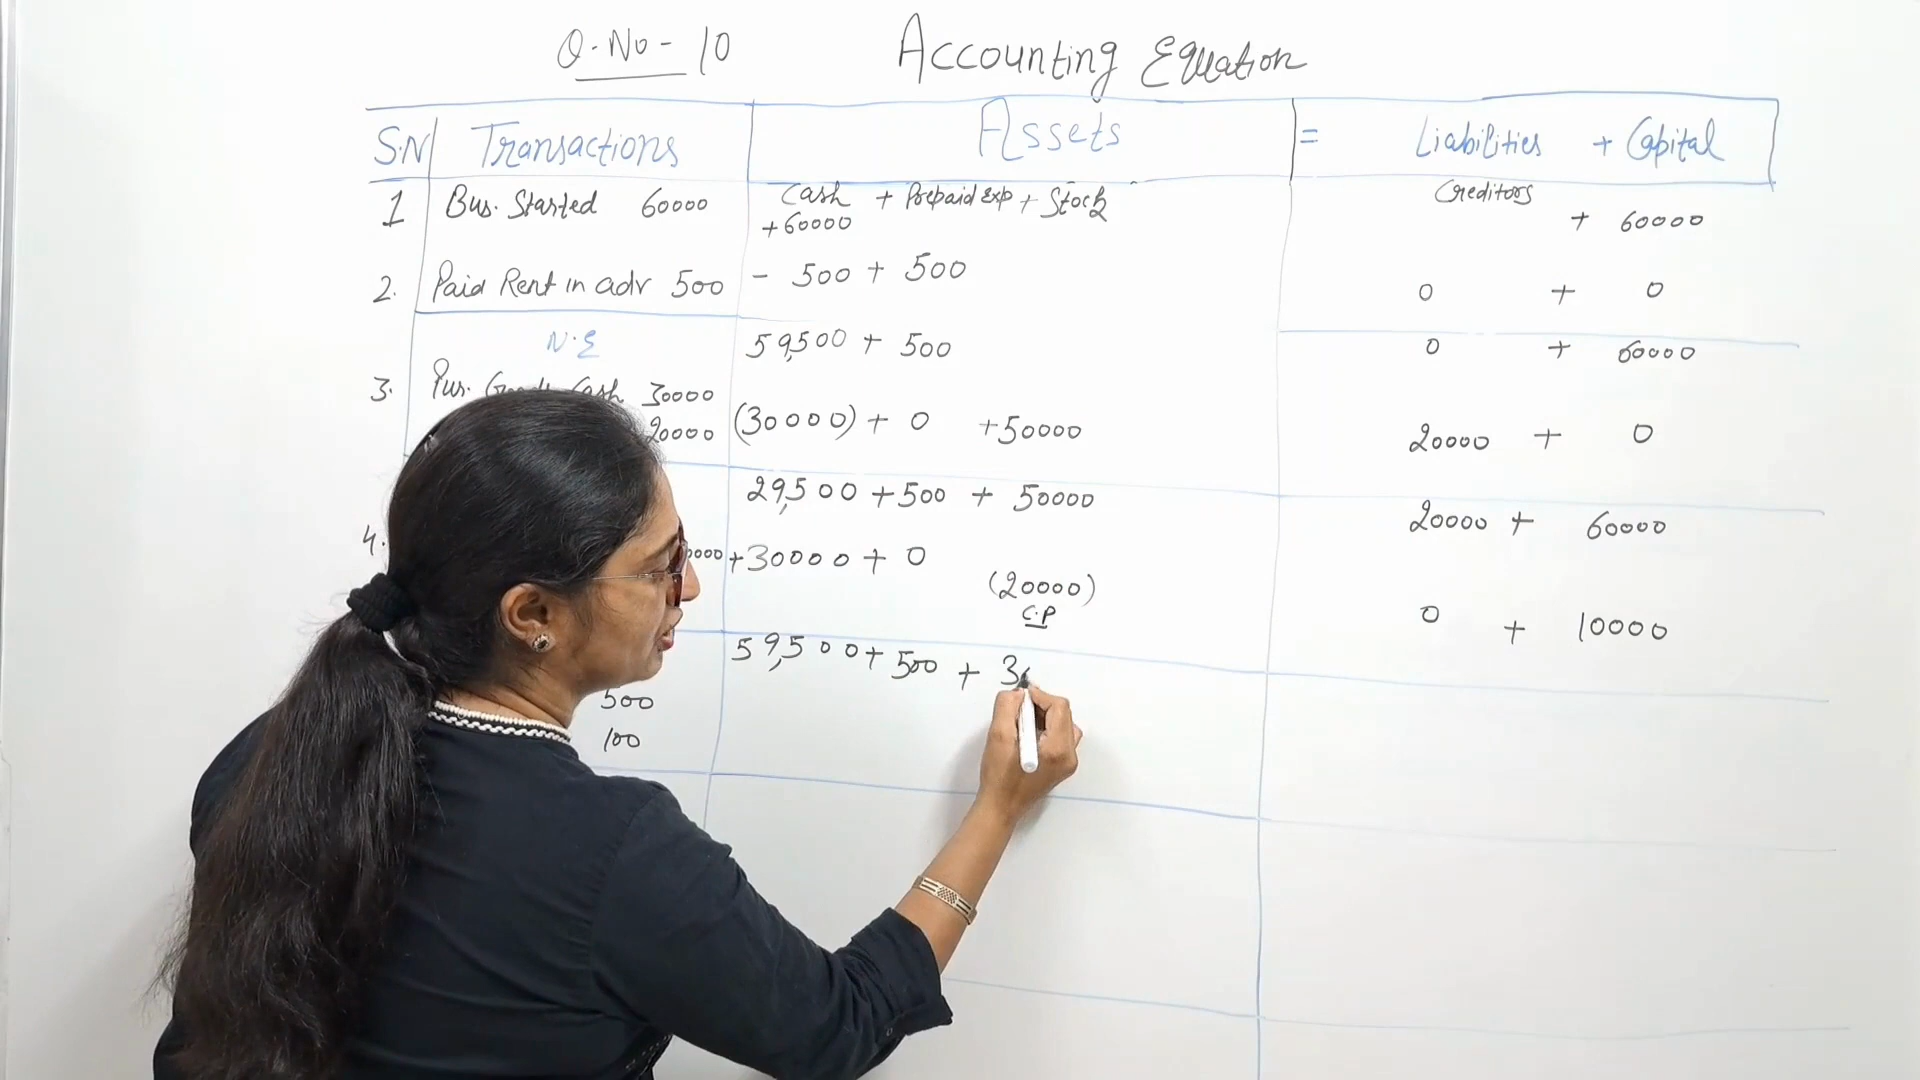 Q.No- 10 Accounting Equation
S.N Transactions Assets = Liabilities + Capital
Cash + Prepaid Exp + Stock Creditors
1 Bus. Started 60000 +60000 + 60000
2. Paid Rent in adv 500 - 500 + 500 0 + 0
N.E 59,500 + 500 0 + 60000
3. Pus. Cash 30000
20000 (30000) + 0 +50000 20000 + 0
29,500 +500 + 50000 20000 + 60000
4. +30000 + 0 (20000) 0 + 10000
C.P
59,500 + 500 + 3
500
100